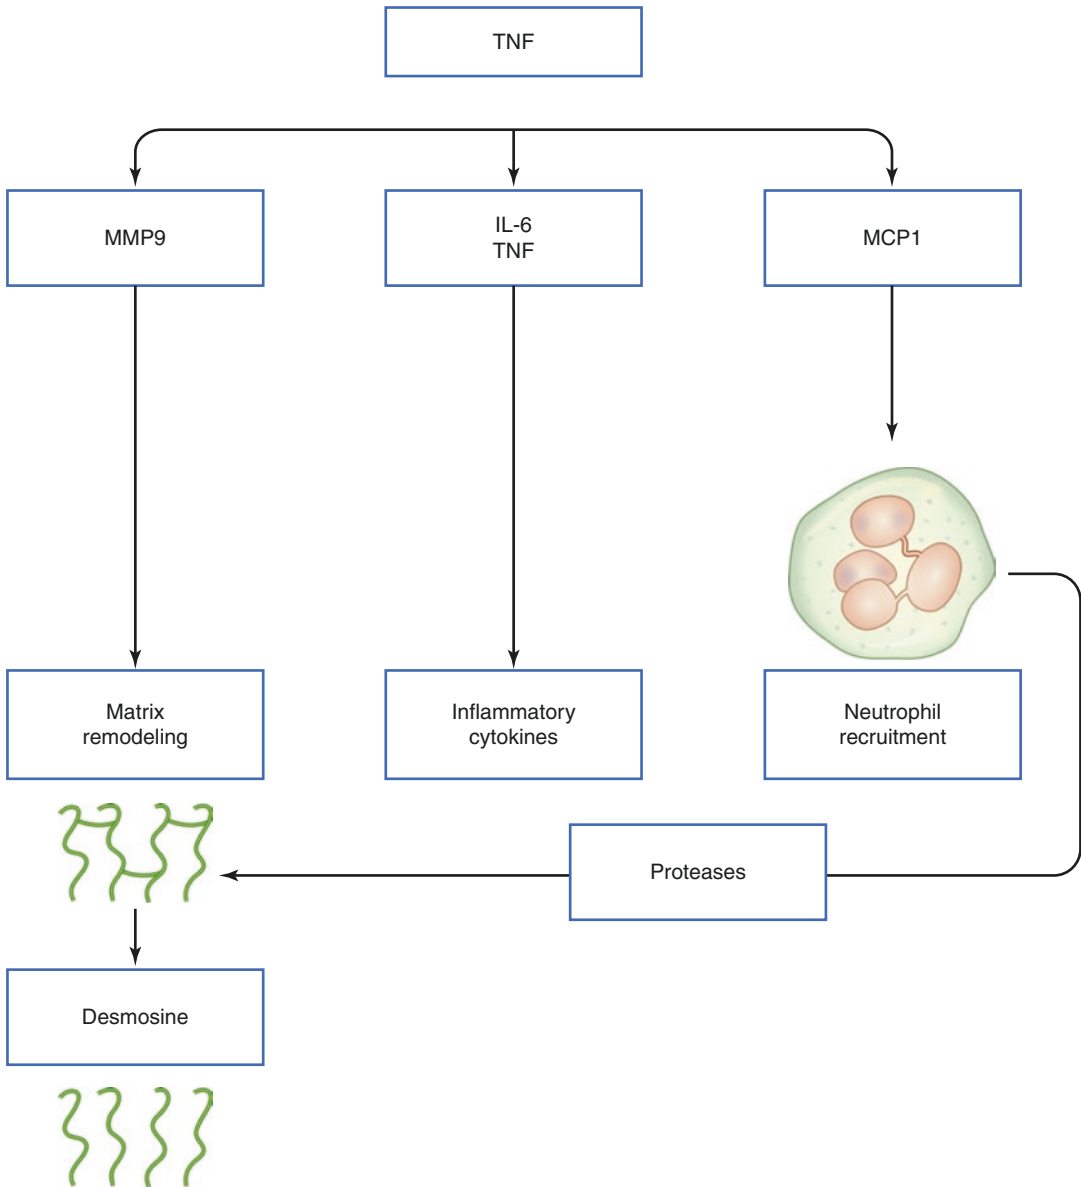 TNF
MMP9
IL-6
TNF
MCP1
Matrix
remodeling
Inflammatory
cytokines
Neutrophil
recruitment
Proteases
Desmosine